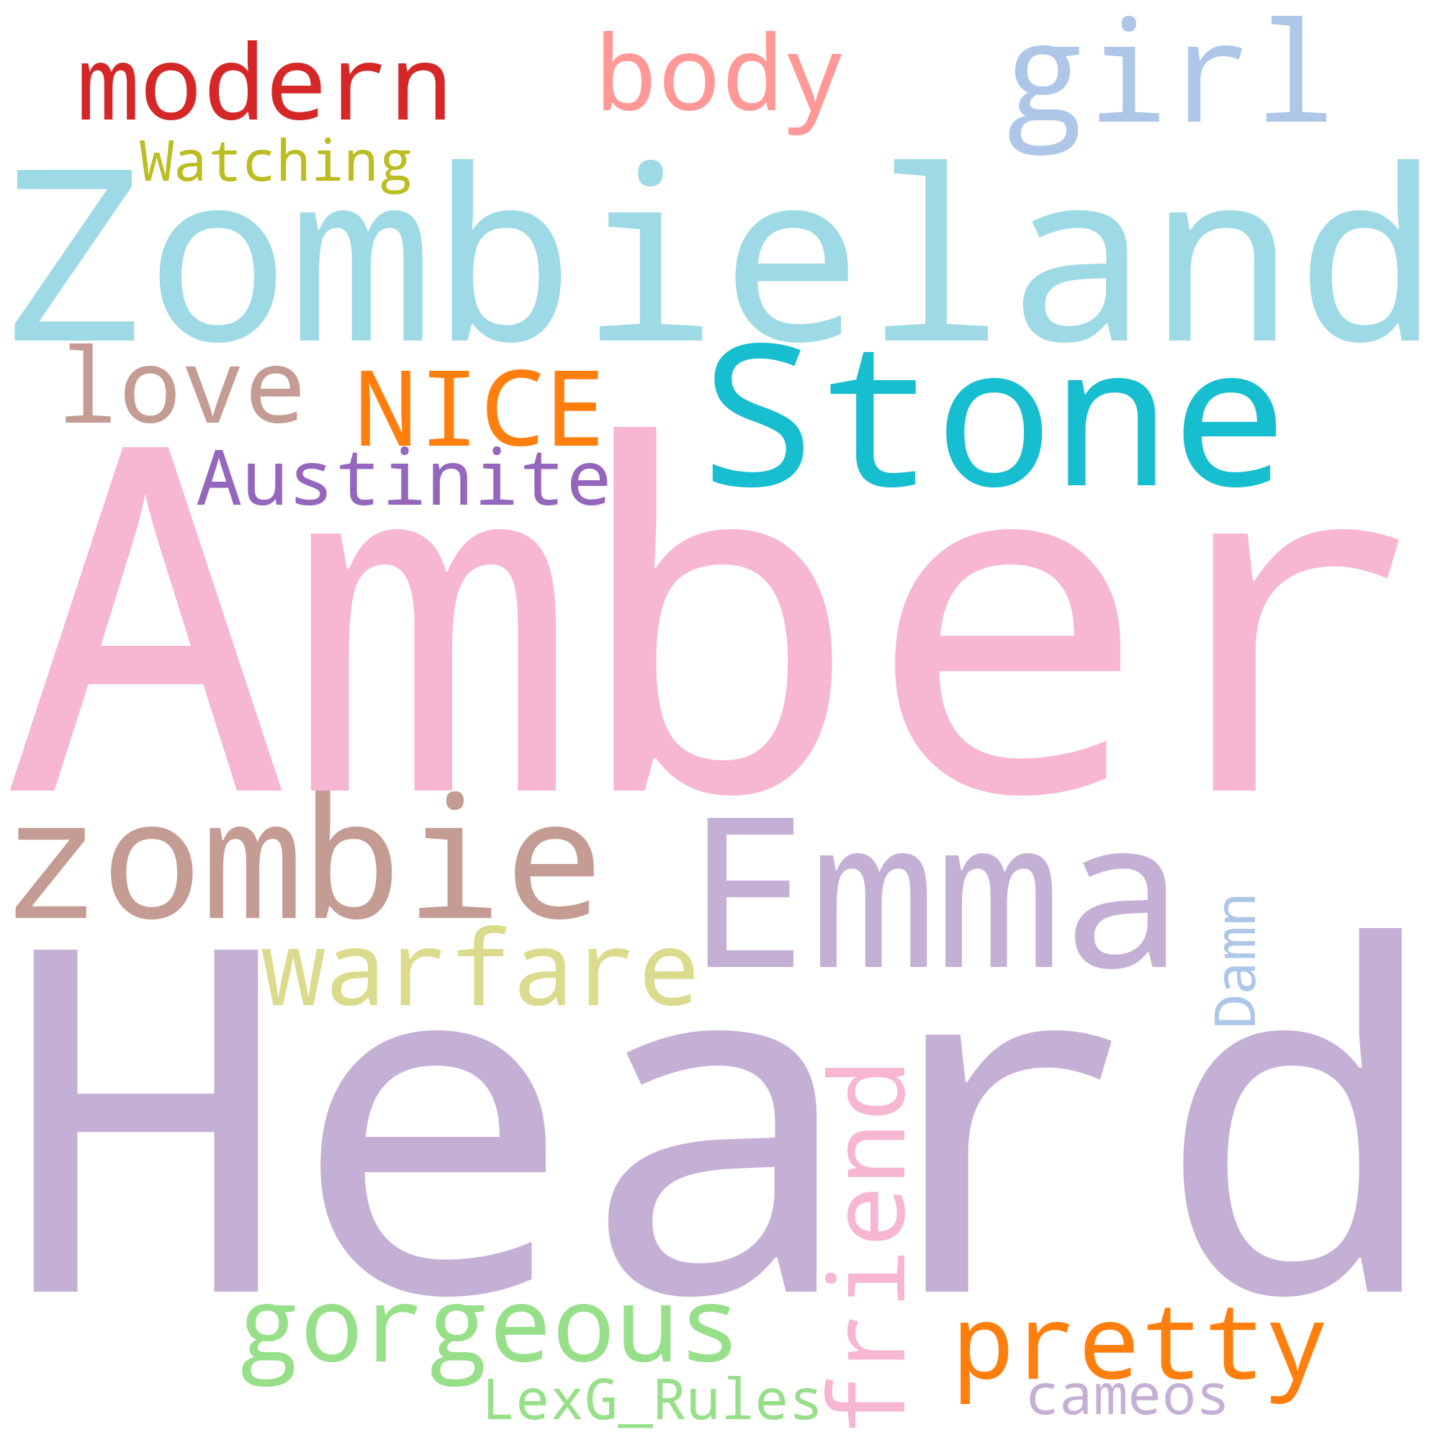 modern
body
girl
Watching
Zombieland
love
NICE
Stone
Austinite
Amber
zombie
Emma
warfare
Damn
Heard
friend
gorgeous
pretty
LexG_Rules
cameos